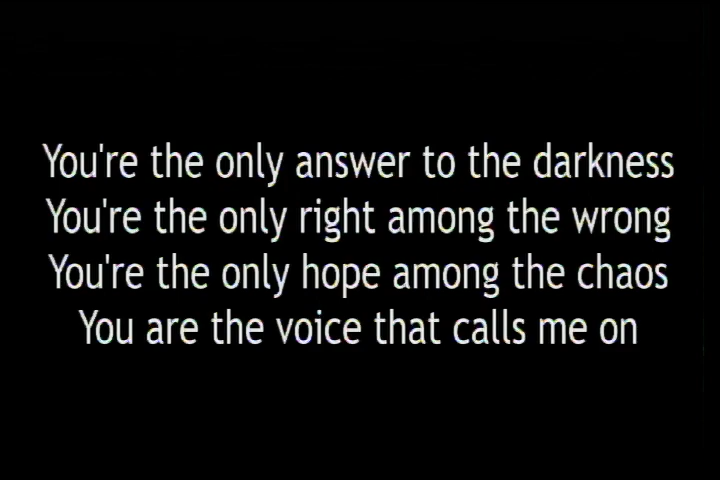 You're the only answer to the darkness
You're the only right among the wrong
You're the only hope among the chaos
You are the voice that calls me on